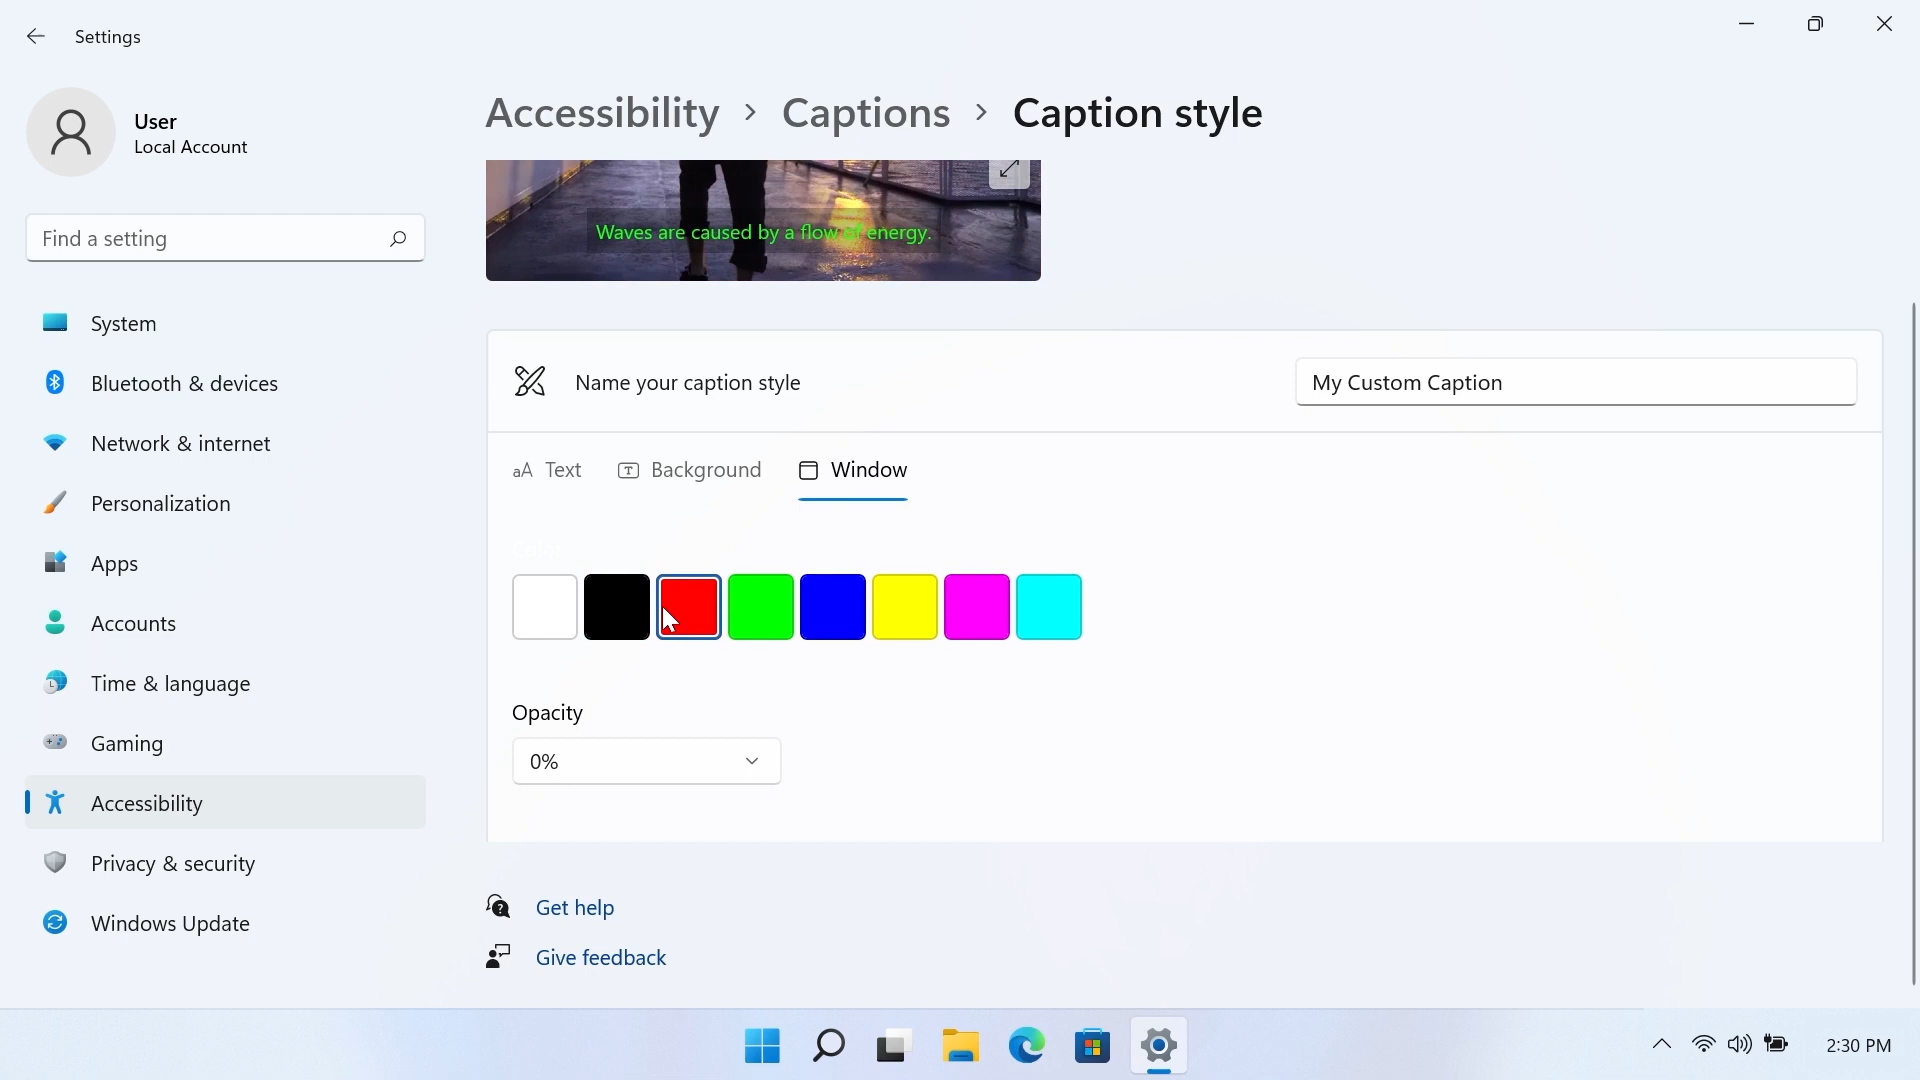 Settings
User
Local Account
Find a setting
System
Bluetooth & devices
Network & internet
Personalization
Apps
Accounts
Time & language
Gaming
Accessibility
Privacy & security
Windows Update
Accessibility > Captions > Caption style
Waves are caused by a flow of energy.
Name your caption style
My Custom Caption
aA Text
T Background
Window
Color
Opacity
0%
Get help
Give feedback
2:30 PM